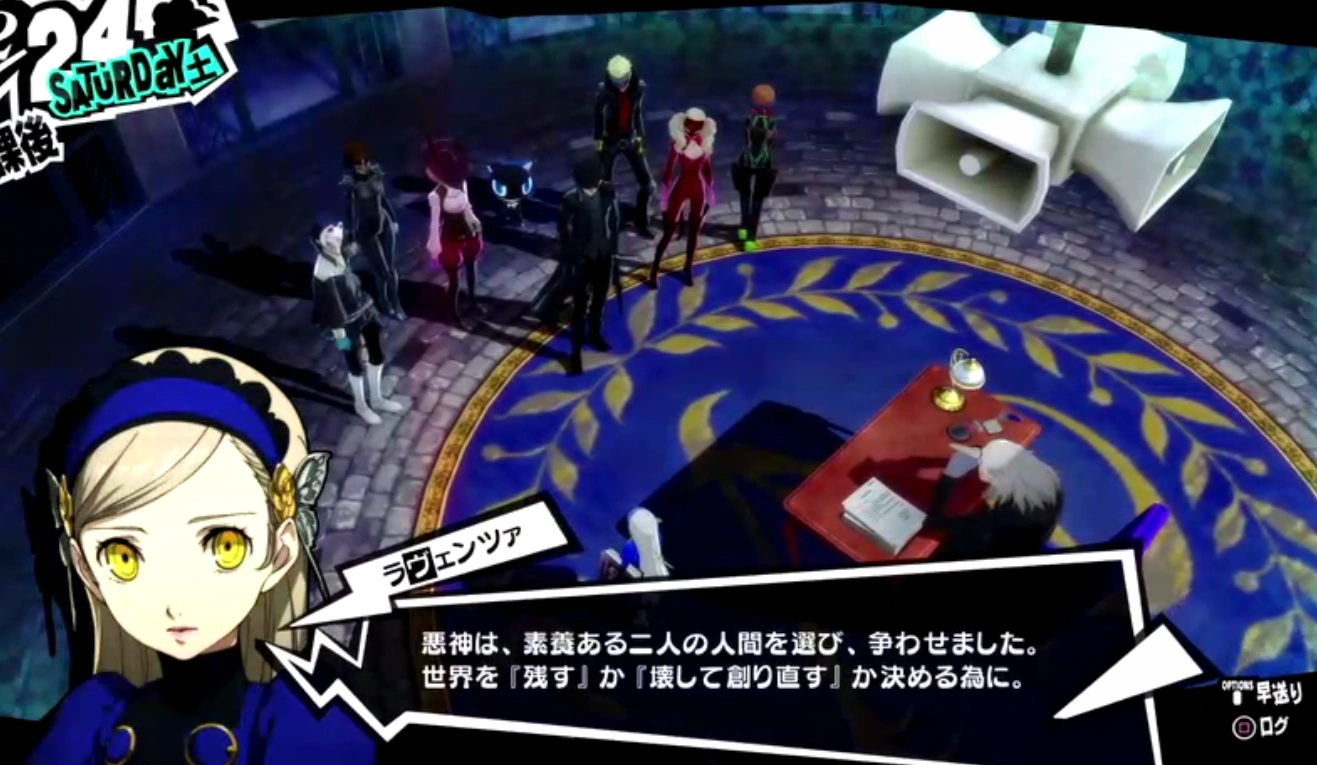 24
SATURDAY土
課後
ラヴェンツァ
悪神は、素養ある二人の人間を選び、争わせました。
世界を『残す』か『壊して創り直す』か決める為に。
OPTIONS 早送り
ログ